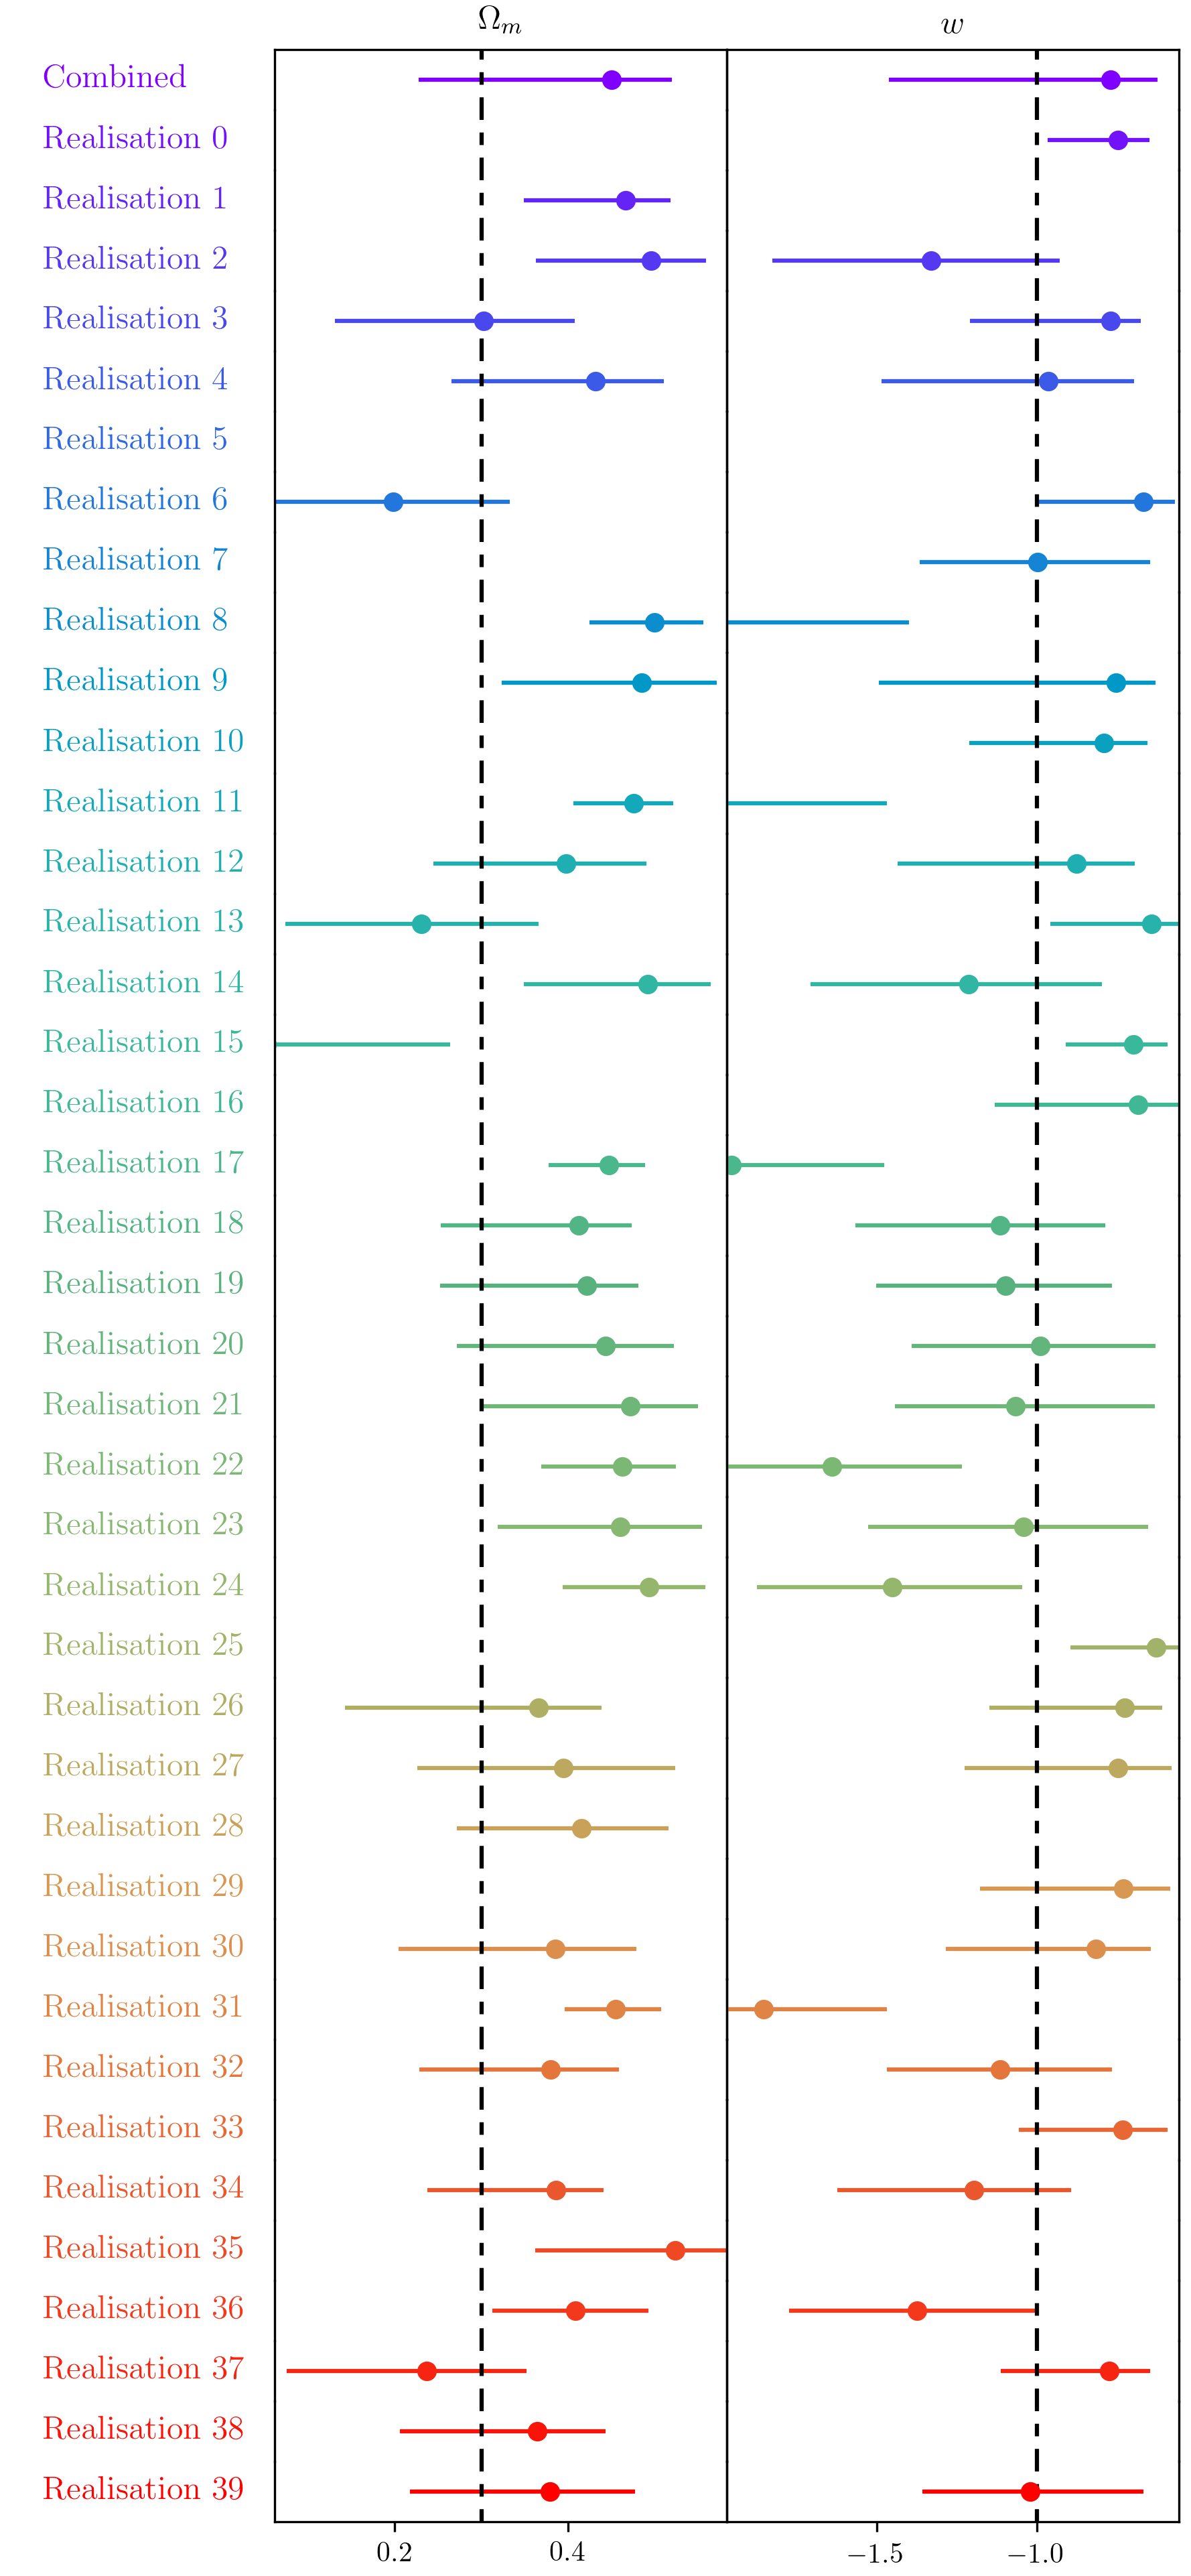 Ωm w
Combined
Realisation 0
Realisation 1
Realisation 2
Realisation 3
Realisation 4
Realisation 5
Realisation 6
Realisation 7
Realisation 8
Realisation 9
Realisation 10
Realisation 11
Realisation 12
Realisation 13
Realisation 14
Realisation 15
Realisation 16
Realisation 17
Realisation 18
Realisation 19
Realisation 20
Realisation 21
Realisation 22
Realisation 23
Realisation 24
Realisation 25
Realisation 26
Realisation 27
Realisation 28
Realisation 29
Realisation 30
Realisation 31
Realisation 32
Realisation 33
Realisation 34
Realisation 35
Realisation 36
Realisation 37
Realisation 38
Realisation 39
0.2 0.4 −1.5 −1.0